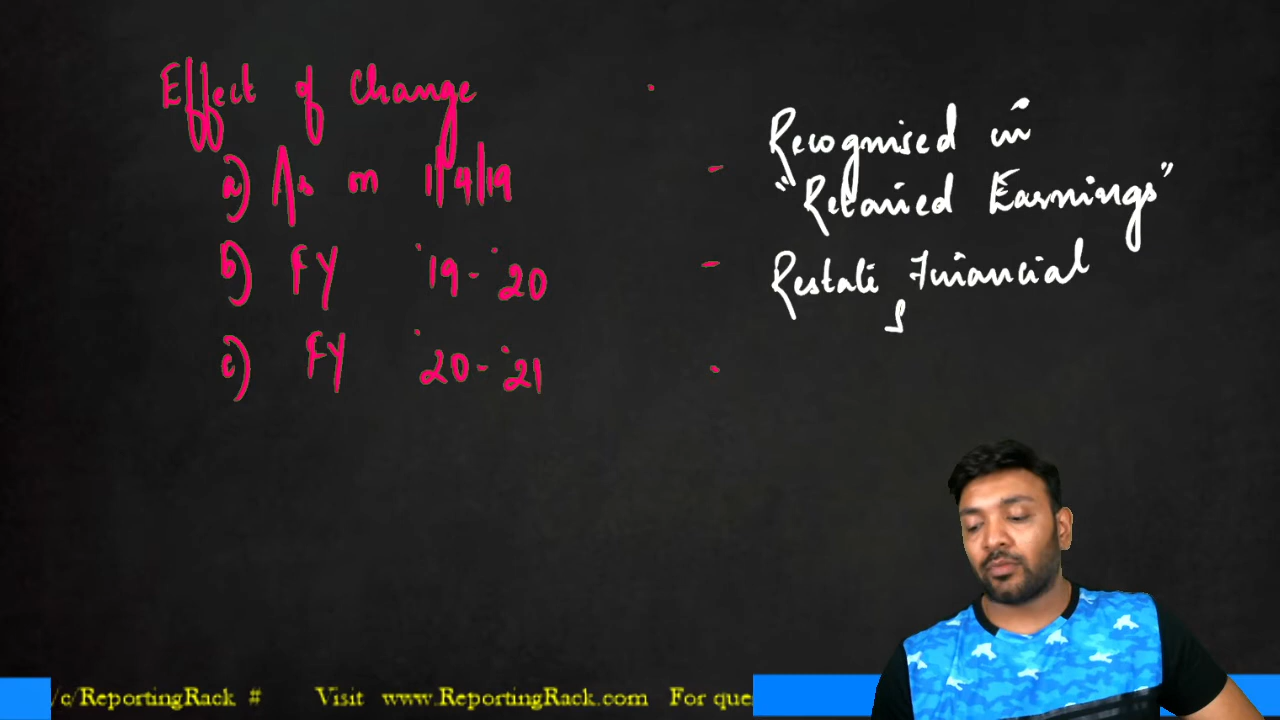 Effect of Change
a) As on 1/4/19 - Recognised in
"Retained Earnings"
b) FY '19-'20 - Restate Financial
S
c) FY '20-'21 -
/c/ReportingRack # Visit www.ReportingRack.com For que